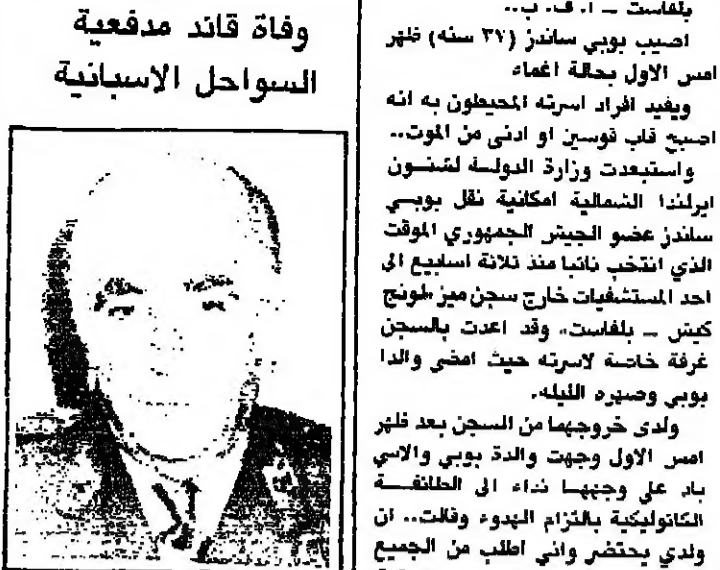 بلفاست ــ ا. ف. ب..
اصيب بوبي ساندز (٢٧ سنه) ظهر
امس الاول بحالة اغماء
ويفيد افراد اسرته المحيطون به انه
اصبح قاب قوسين او ادنى من الموت..
واستبعدت وزارة الدولة لشئون
ايرلندا الشمالية امكانية نقل بوبي
ساندز عضو الجيش الجمهوري الموقت
الذي انتخب نائبا منذ ثلاثة اسابيع الى
احد المستشفيات خارج سجن ميز لونج
كيش ــ بلفاست، وقد اعدت بالسجن
غرفة خاصة لاسرته حيث امضى والدا
بوبي وصهره الليله.
ولدى خروجهما من السجن بعد ظهر
امس الاول وجهت والدة بوبي والاسي
باد على وجهها نداء الى الطائفة
الكاثوليكية بالتزام الهدوء وقالت.. ان
ولدي يحتضر واني اطلب من الجميع
وفاة قائد مدفعية
السواحل الاسبانية